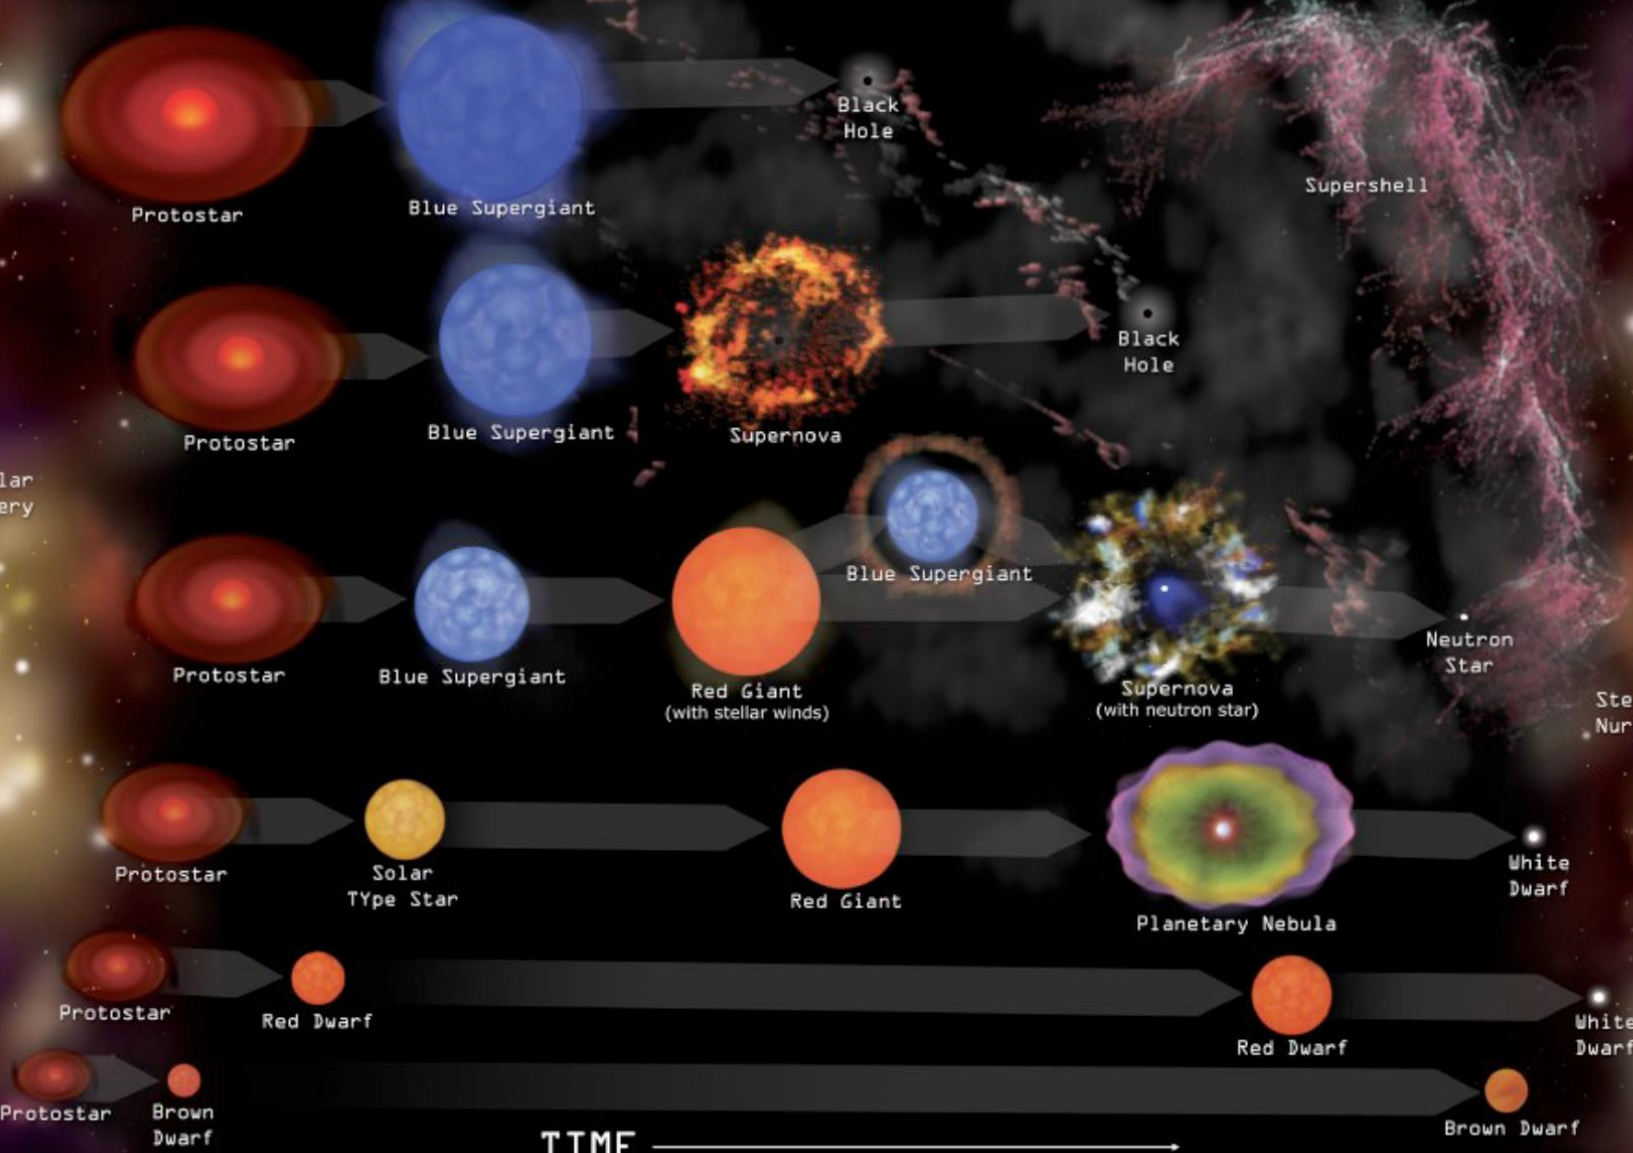 Protostar
Blue Supergiant
Black
Hole
Supershell
Protostar
Blue Supergiant
Supernova
Black
Hole
lar
ery
Protostar
Blue Supergiant
Red Giant
(with stellar winds)
Blue Supergiant
Supernova
(with neutron star)
Neutron
Star
Ste
Nur
Protostar
Solar
TYpe Star
Red Giant
Planetary Nebula
White
Dwarf
Protostar
Red Dwarf
Red Dwarf
White
Dwarf
Protostar
Brown
Dwarf
Brown Dwarf
TIME